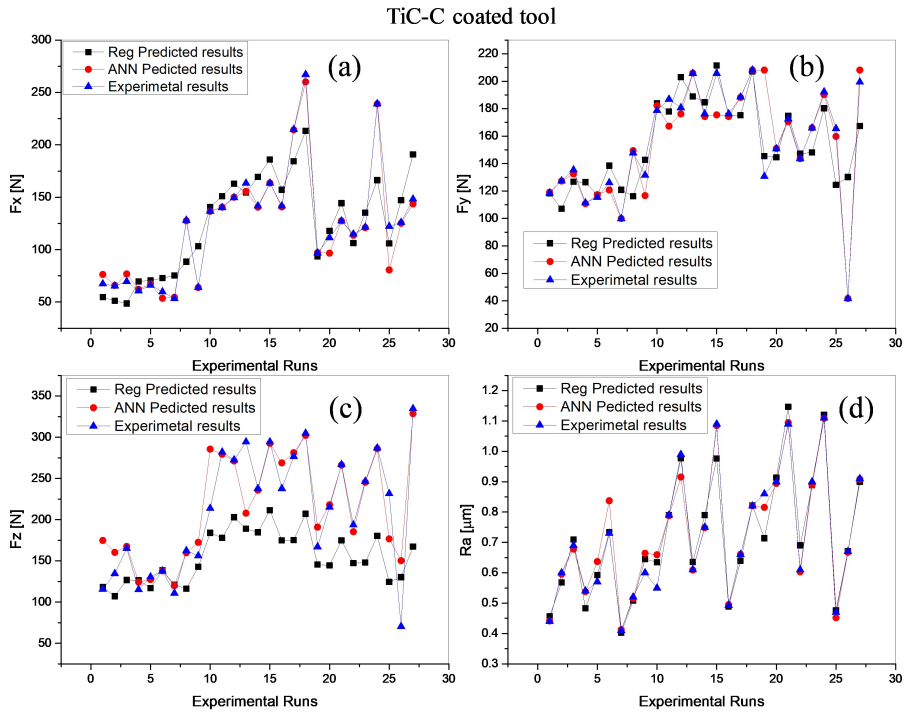 TiC-C coated tool
Reg Predicted results
ANN Pedicted results
Experimetal results
(a)
300
250
200
150
100
50
Fx [N]
0 5 10 15 20 25 30
Experimental Runs
(b)
220
200
180
160
140
120
100
80
60
40
20
Fy [N]
Reg Predicted results
ANN Pedicted results
Experimetal results
0 5 10 15 20 25 30
Experimental Runs
Reg Predicted results
ANN Pedicted results
Experimetal results
(c)
350
300
250
200
150
100
50
Fz [N]
0 5 10 15 20 25 30
Experimental Runs
Reg Predicted results
ANN Pedicted results
Experimetal results
(d)
1.2
1.1
1.0
0.9
0.8
0.7
0.6
0.5
0.4
0.3
Ra [μm]
0 5 10 15 20 25 30
Experimental Runs